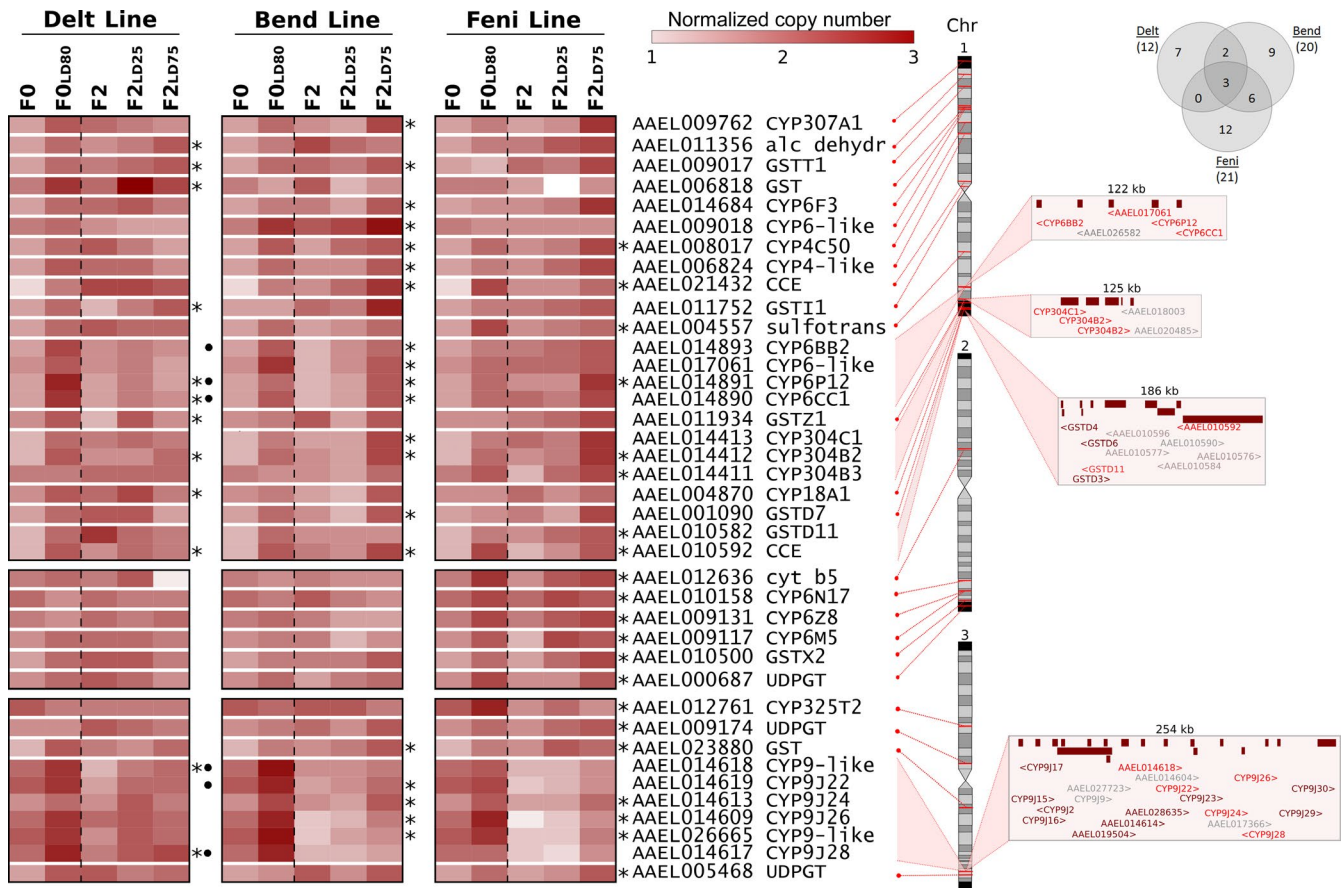 Delt Line
Bend Line
Feni Line
F0 F0LD80 F2 F2LD25 F2LD75
F0 F0LD80 F2 F2LD25 F2LD75
F0 F0LD80 F2 F2LD25 F2LD75
Normalized copy number
1 2 3
Chr
1
2
3
Delt
(12)
Bend
(20)
Feni
(21)
7 2 9
3
0 6
12
* AAEL009762 CYP307A1
* AAEL011356 alc dehydr
* * AAEL009017 GSTT1
* AAEL006818 GST
* AAEL014684 CYP6F3
* AAEL009018 CYP6-like
* * AAEL008017 CYP4C50
* AAEL006824 CYP4-like
* * AAEL021432 CCE
* AAEL011752 GSTI1
* AAEL004557 sulfotrans
• * AAEL014893 CYP6BB2
* AAEL017061 CYP6-like
*• * * AAEL014891 CYP6P12
*• * AAEL014890 CYP6CC1
* AAEL011934 GSTZ1
* AAEL014413 CYP304C1
* * * AAEL014412 CYP304B2
* AAEL014411 CYP304B3
* AAEL004870 CYP18A1
* AAEL001090 GSTD7
* AAEL010582 GSTD11
* * * AAEL010592 CCE
* AAEL012636 cyt b5
* AAEL010158 CYP6N17
* AAEL009131 CYP6Z8
* AAEL009117 CYP6M5
* AAEL010500 GSTX2
* AAEL000687 UDPGT
* AAEL012761 CYP325T2
* AAEL009174 UDPGT
* * AAEL023880 GST
*• AAEL014618 CYP9-like
• * AAEL014619 CYP9J22
* * AAEL014613 CYP9J24
* * AAEL014609 CYP9J26
* * AAEL026665 CYP9-like
*• AAEL014617 CYP9J28
* AAEL005468 UDPGT
122 kb
<AAEL017061
<CYP6BB2 <CYP6P12
<AAEL026582 <CYP6CC1
125 kb
CYP304C1> <AAEL018003
CYP304B2>
CYP304B2> AAEL020485>
186 kb
<GSTD4 <AAEL010592
<AAEL010596
<GSTD6 AAEL010590>
AAEL010577> AAEL010576>
<GSTD11 <AAEL010584
GSTD3>
254 kb
<CYP9J17 AAEL014618>
AAEL014604> CYP9J26>
AAEL027723> CYP9J22> CYP9J30>
CYP9J15> CYP9J9> CYP9J23>
<CYP9J2 AAEL028635> CYP9J24> CYP9J29>
CYP9J16> AAEL014614> AAEL017366>
AAEL019504> <CYP9J28